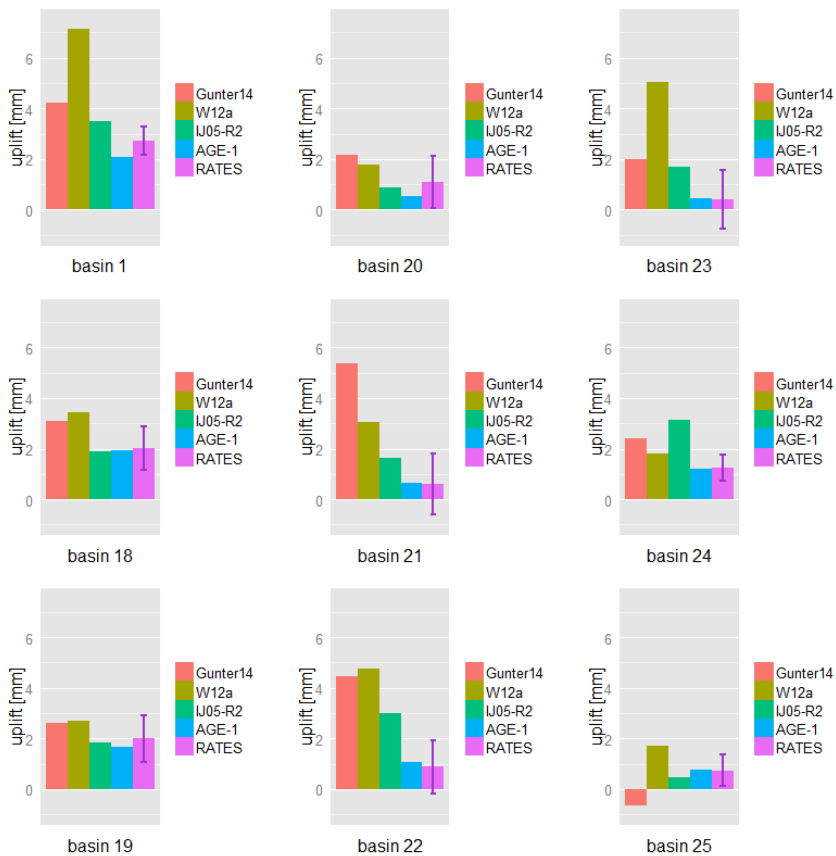 uplift [mm]
6
4
2
0
Gunter14
W12a
IJ05-R2
AGE-1
RATES
basin 1
uplift [mm]
6
4
2
0
Gunter14
W12a
IJ05-R2
AGE-1
RATES
basin 20
uplift [mm]
6
4
2
0
Gunter14
W12a
IJ05-R2
AGE-1
RATES
basin 23
uplift [mm]
6
4
2
0
Gunter14
W12a
IJ05-R2
AGE-1
RATES
basin 18
uplift [mm]
6
4
2
0
Gunter14
W12a
IJ05-R2
AGE-1
RATES
basin 21
uplift [mm]
6
4
2
0
Gunter14
W12a
IJ05-R2
AGE-1
RATES
basin 24
uplift [mm]
6
4
2
0
Gunter14
W12a
IJ05-R2
AGE-1
RATES
basin 19
uplift [mm]
6
4
2
0
Gunter14
W12a
IJ05-R2
AGE-1
RATES
basin 22
uplift [mm]
6
4
2
0
Gunter14
W12a
IJ05-R2
AGE-1
RATES
basin 25